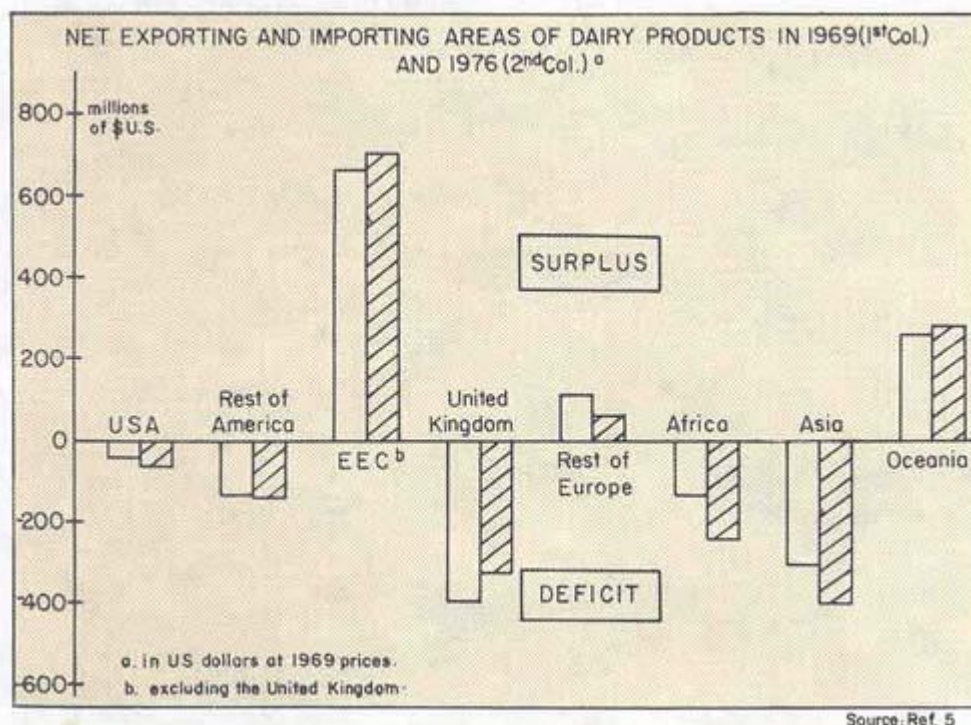 NET EXPORTING AND IMPORTING AREAS OF DAIRY PRODUCTS IN 1969 (1st Col.)
AND 1976 (2nd Col.) a
800
millions
of $U.S.
600
SURPLUS
400
200
USA
Rest of
America
United
Kingdom
Africa
Asia
0
EEC b
Rest of
Europe
Oceania
-200
DEFICIT
-400
a. in US dollars at 1969 prices.
b. excluding the United Kingdom.
-600
Source: Ref. 5